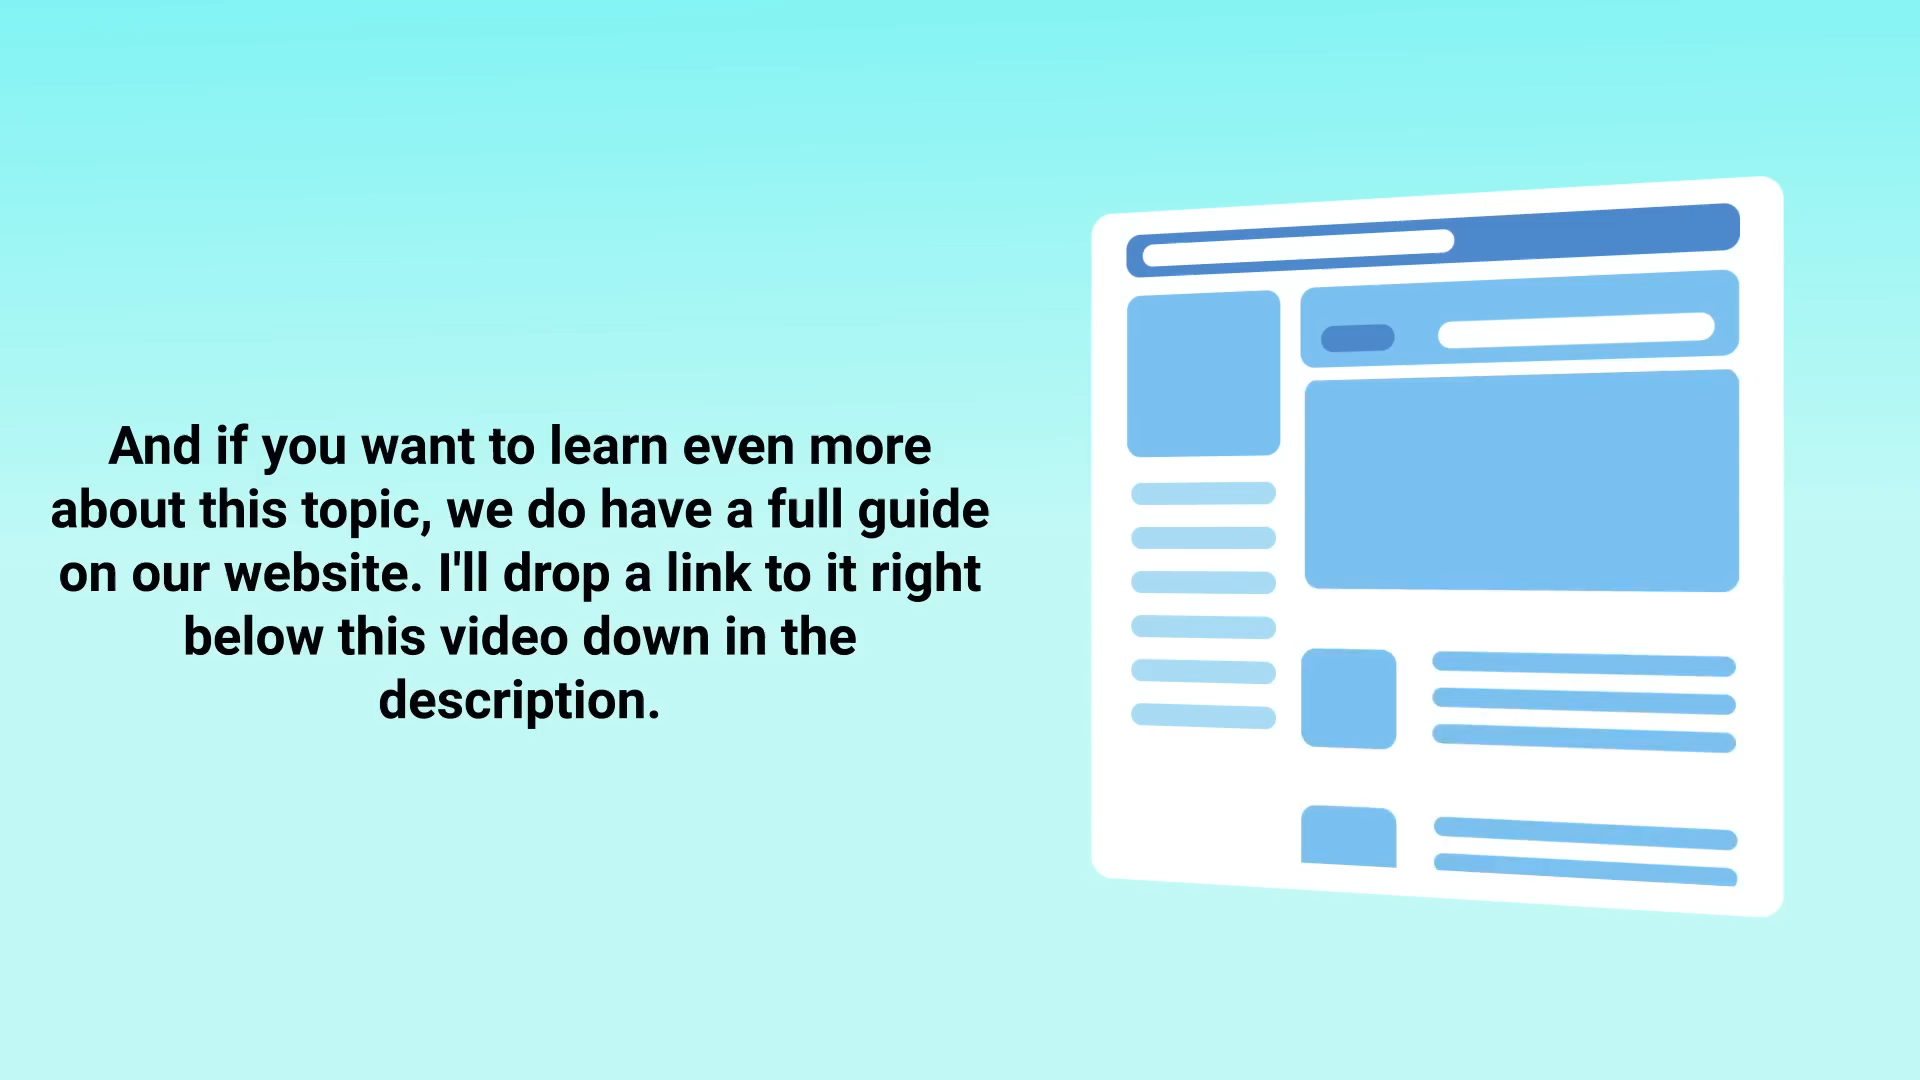 And if you want to learn even more
about this topic, we do have a full guide
on our website. I'll drop a link to it right
below this video down in the
description.